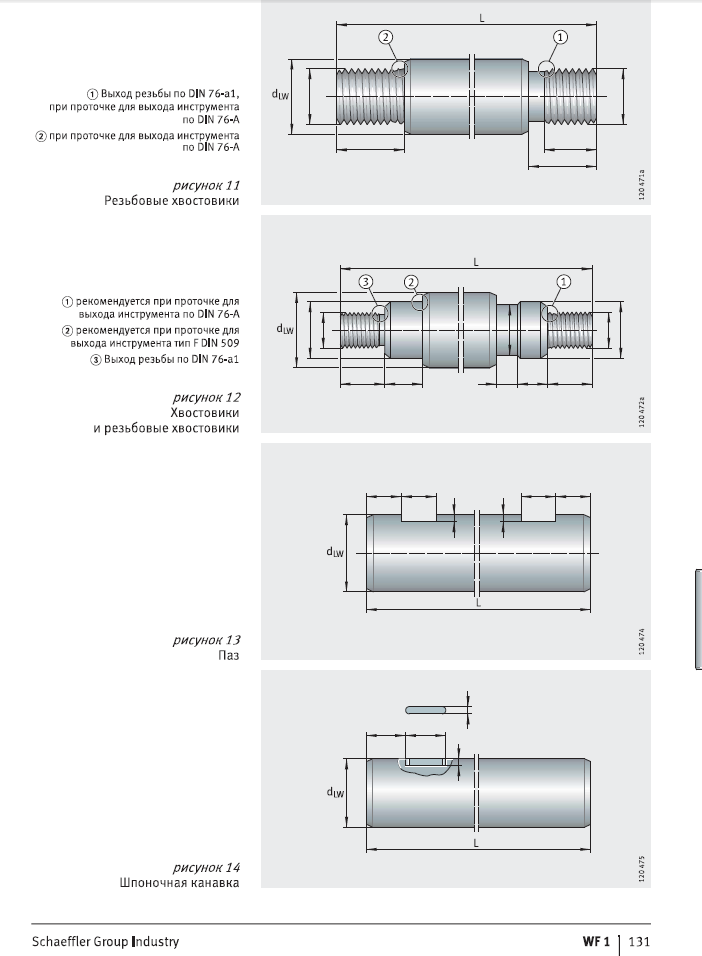 L
2
1
dLW
① Выход резьбы по DIN 76-a1,
при проточке для выхода инструмента
по DIN 76-A
② при проточке для выхода инструмента
по DIN 76-A
рисунок 11
Резьбовые хвостовики
120 471a
L
3
2
1
dLW
① рекомендуется при проточке для
выхода инструмента по DIN 76-A
② рекомендуется при проточке для
выхода инструмента тип F DIN 509
③ Выход резьбы по DIN 76-a1
рисунок 12
Хвостовики
и резьбовые хвостовики
120 472a
dLW
L
рисунок 13
Паз
120 474
dLW
L
рисунок 14
Шпоночная канавка
120 475
Schaeffler Group Industry
WF 1 | 131